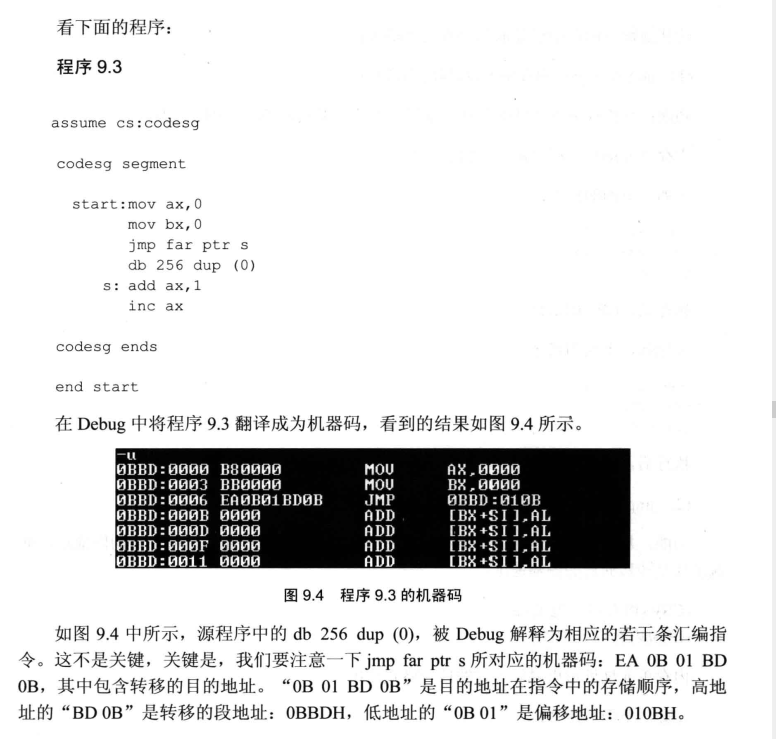 看下面的程序：
程序 9.3
assume cs:codesg
codesg segment
start:mov ax,0
mov bx,0
jmp far ptr s
db 256 dup (0)
s: add ax,1
inc ax
codesg ends
end start
在 Debug 中将程序 9.3 翻译成为机器码，看到的结果如图 9.4 所示。
-u
0BBD:0000 B80000 MOV AX,0000
0BBD:0003 BB0000 MOV BX,0000
0BBD:0006 EA0B01BD0B JMP 0BBD:010B
0BBD:000B 0000 ADD [BX+SI],AL
0BBD:000D 0000 ADD [BX+SI],AL
0BBD:000F 0000 ADD [BX+SI],AL
0BBD:0011 0000 ADD [BX+SI],AL
图 9.4 程序 9.3 的机器码
如图 9.4 中所示，源程序中的 db 256 dup (0)，被 Debug 解释为相应的若干条汇编指
令。这不是关键，关键是，我们要注意一下 jmp far ptr s 所对应的机器码：EA 0B 01 BD
0B，其中包含转移的目的地址。“0B 01 BD 0B”是目的地址在指令中的存储顺序，高地
址的“BD 0B”是转移的段地址：0BBDH，低地址的“0B 01”是偏移地址：010BH。